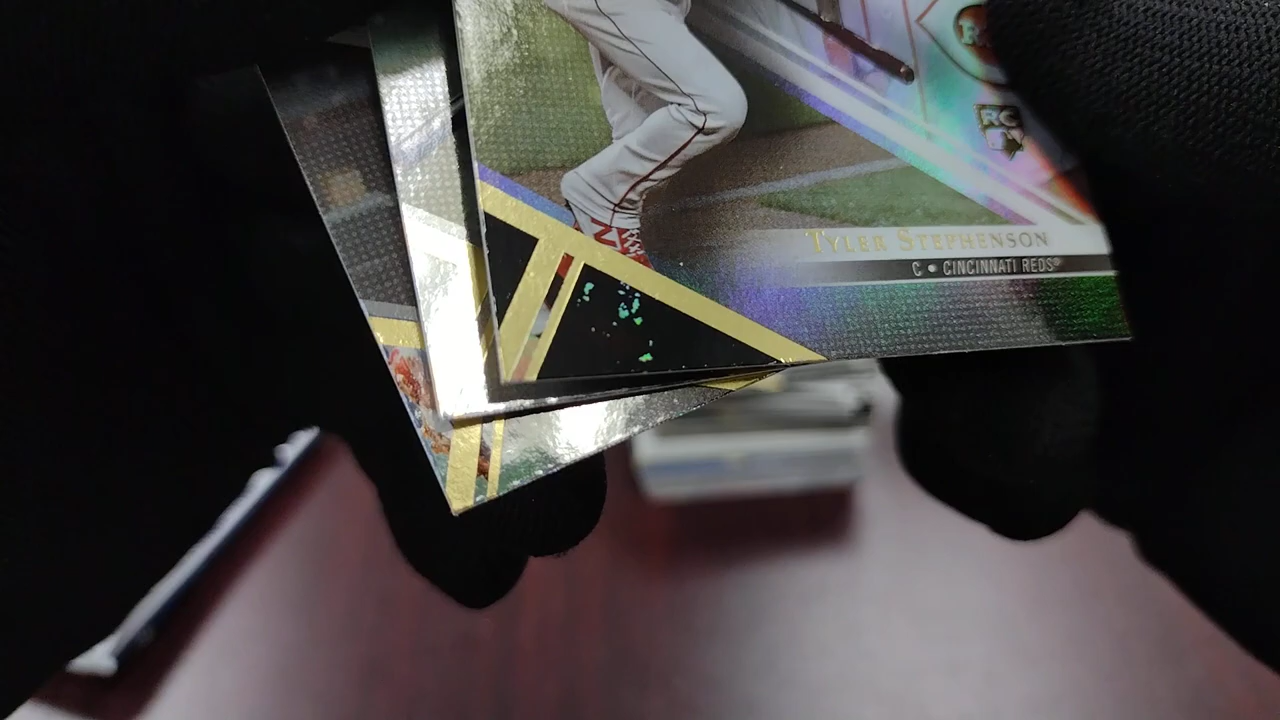 RC
TYLER STEPHENSON
C • CINCINNATI REDS®